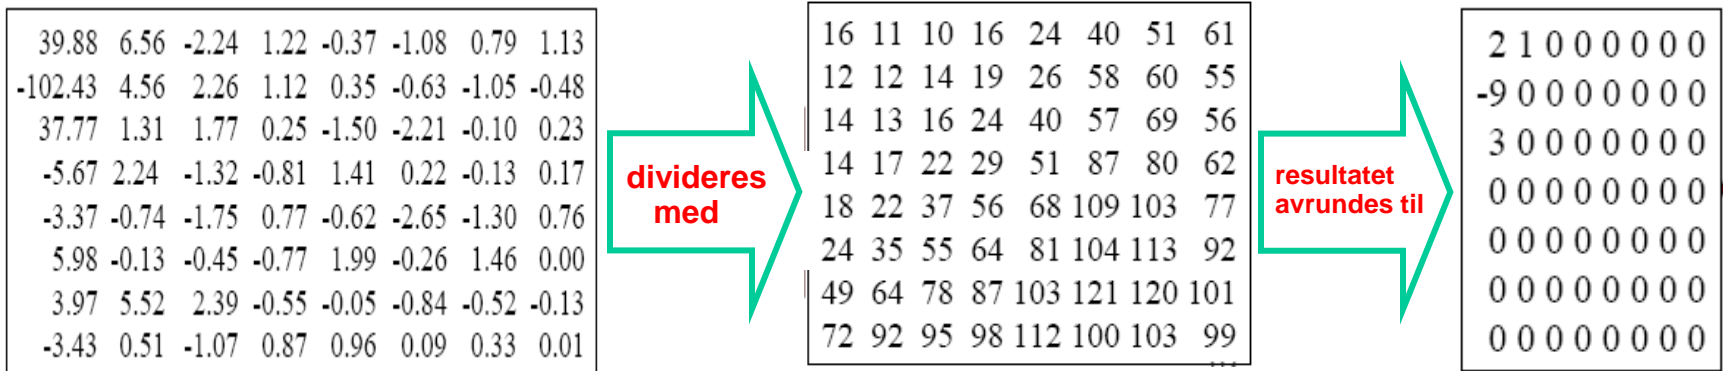 39.88 6.56 -2.24 1.22 -0.37 -1.08 0.79 1.13
-102.43 4.56 2.26 1.12 0.35 -0.63 -1.05 -0.48
37.77 1.31 1.77 0.25 -1.50 -2.21 -0.10 0.23
-5.67 2.24 -1.32 -0.81 1.41 0.22 -0.13 0.17
-3.37 -0.74 -1.75 0.77 -0.62 -2.65 -1.30 0.76
5.98 -0.13 -0.45 -0.77 1.99 -0.26 1.46 0.00
3.97 5.52 2.39 -0.55 -0.05 -0.84 -0.52 -0.13
-3.43 0.51 -1.07 0.87 0.96 0.09 0.33 0.01
divideres
med
16 11 10 16 24 40 51 61
12 12 14 19 26 58 60 55
14 13 16 24 40 57 69 56
14 17 22 29 51 87 80 62
18 22 37 56 68 109 103 77
24 35 55 64 81 104 113 92
49 64 78 87 103 121 120 101
72 92 95 98 112 100 103 99
resultatet
avrundes til
2 1 0 0 0 0 0 0
-9 0 0 0 0 0 0 0
3 0 0 0 0 0 0 0
0 0 0 0 0 0 0 0
0 0 0 0 0 0 0 0
0 0 0 0 0 0 0 0
0 0 0 0 0 0 0 0